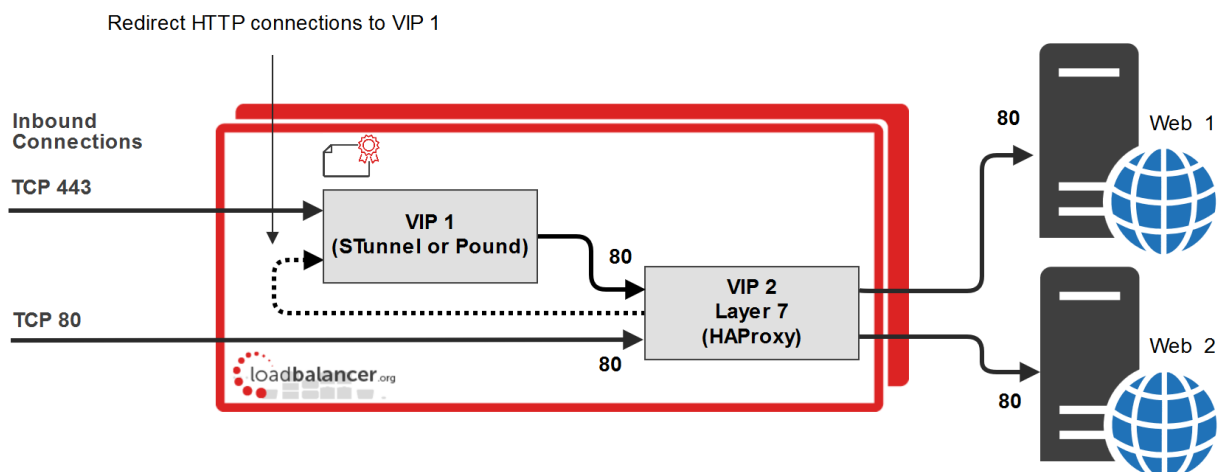 Redirect HTTP connections to VIP 1
Inbound
Connections
TCP 443
VIP 1
(STunnel or Pound)
80
VIP 2
Layer 7
(HAProxy)
TCP 80
80
loadbalancer.org
80
Web 1
Web 2
80